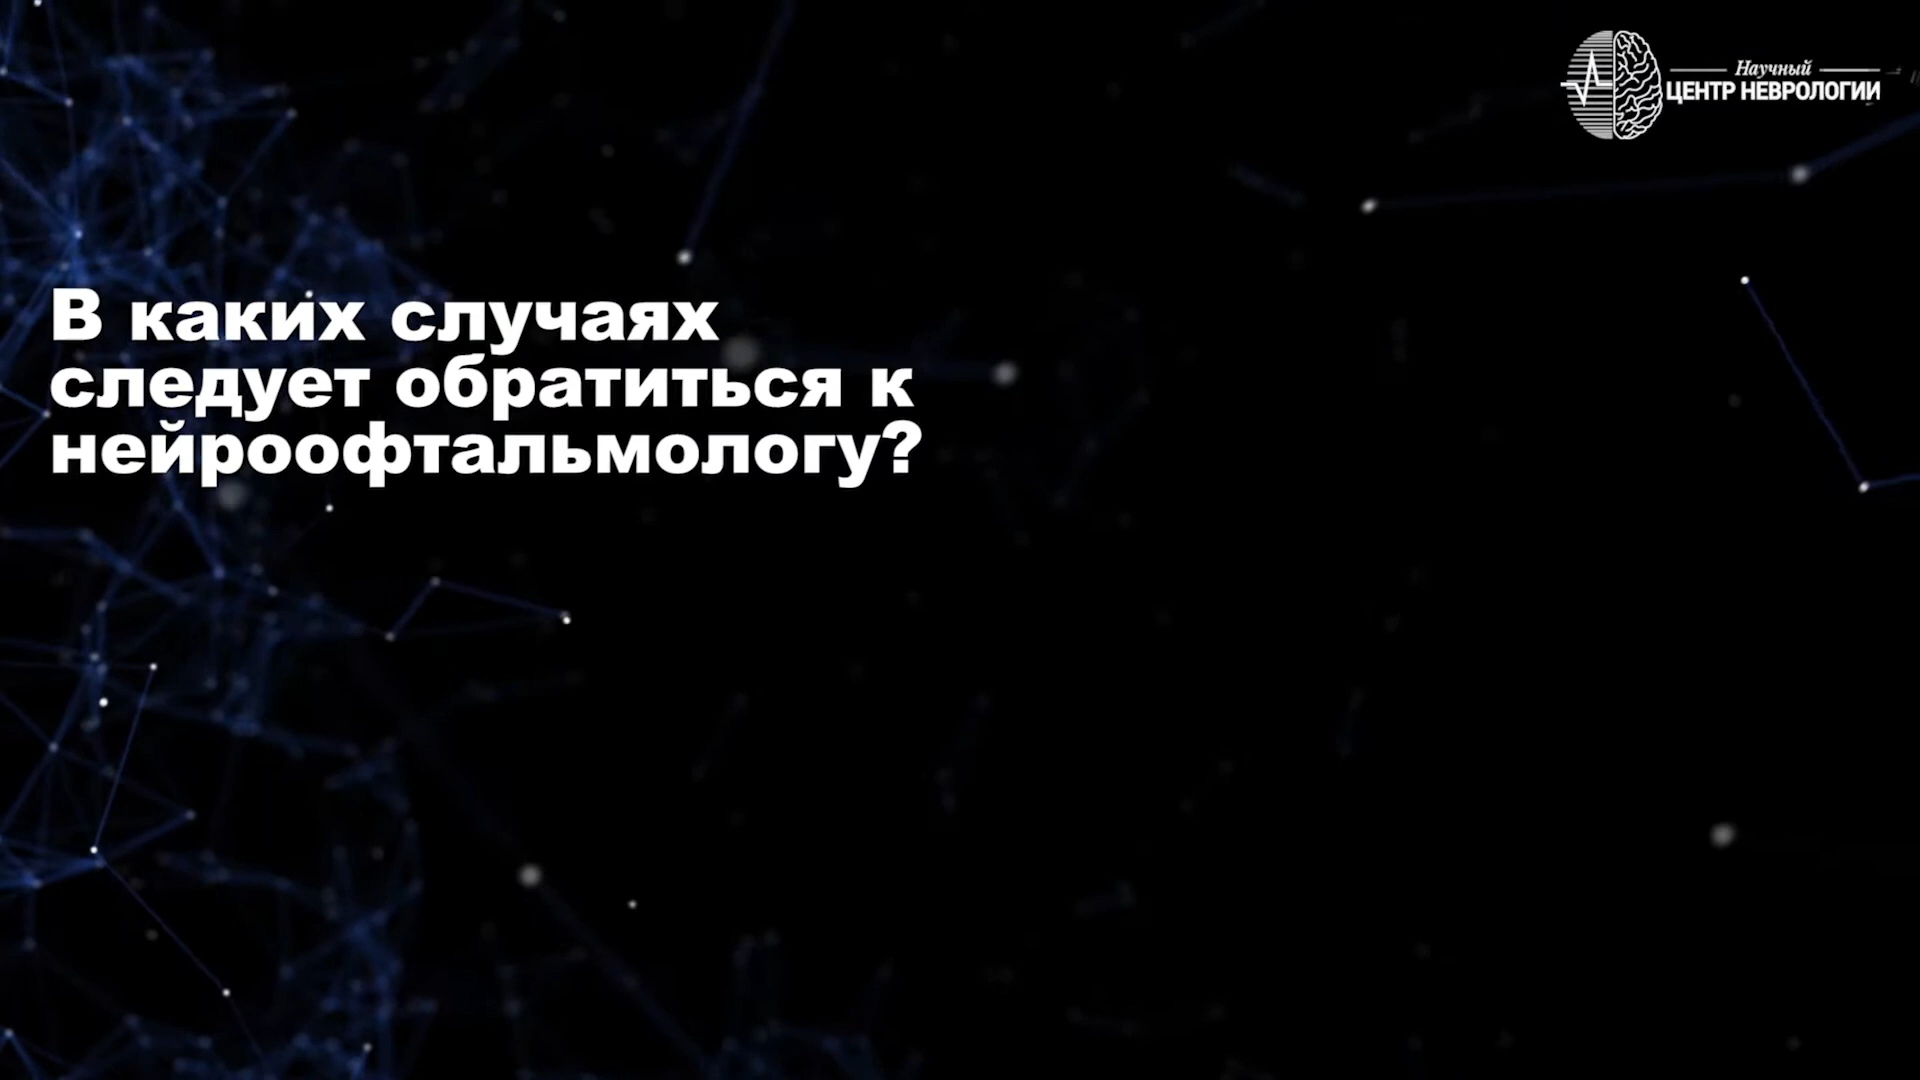 Научный
ЦЕНТР НЕВРОЛОГИИ
В каких случаях
следует обратиться к
нейроофтальмологу?